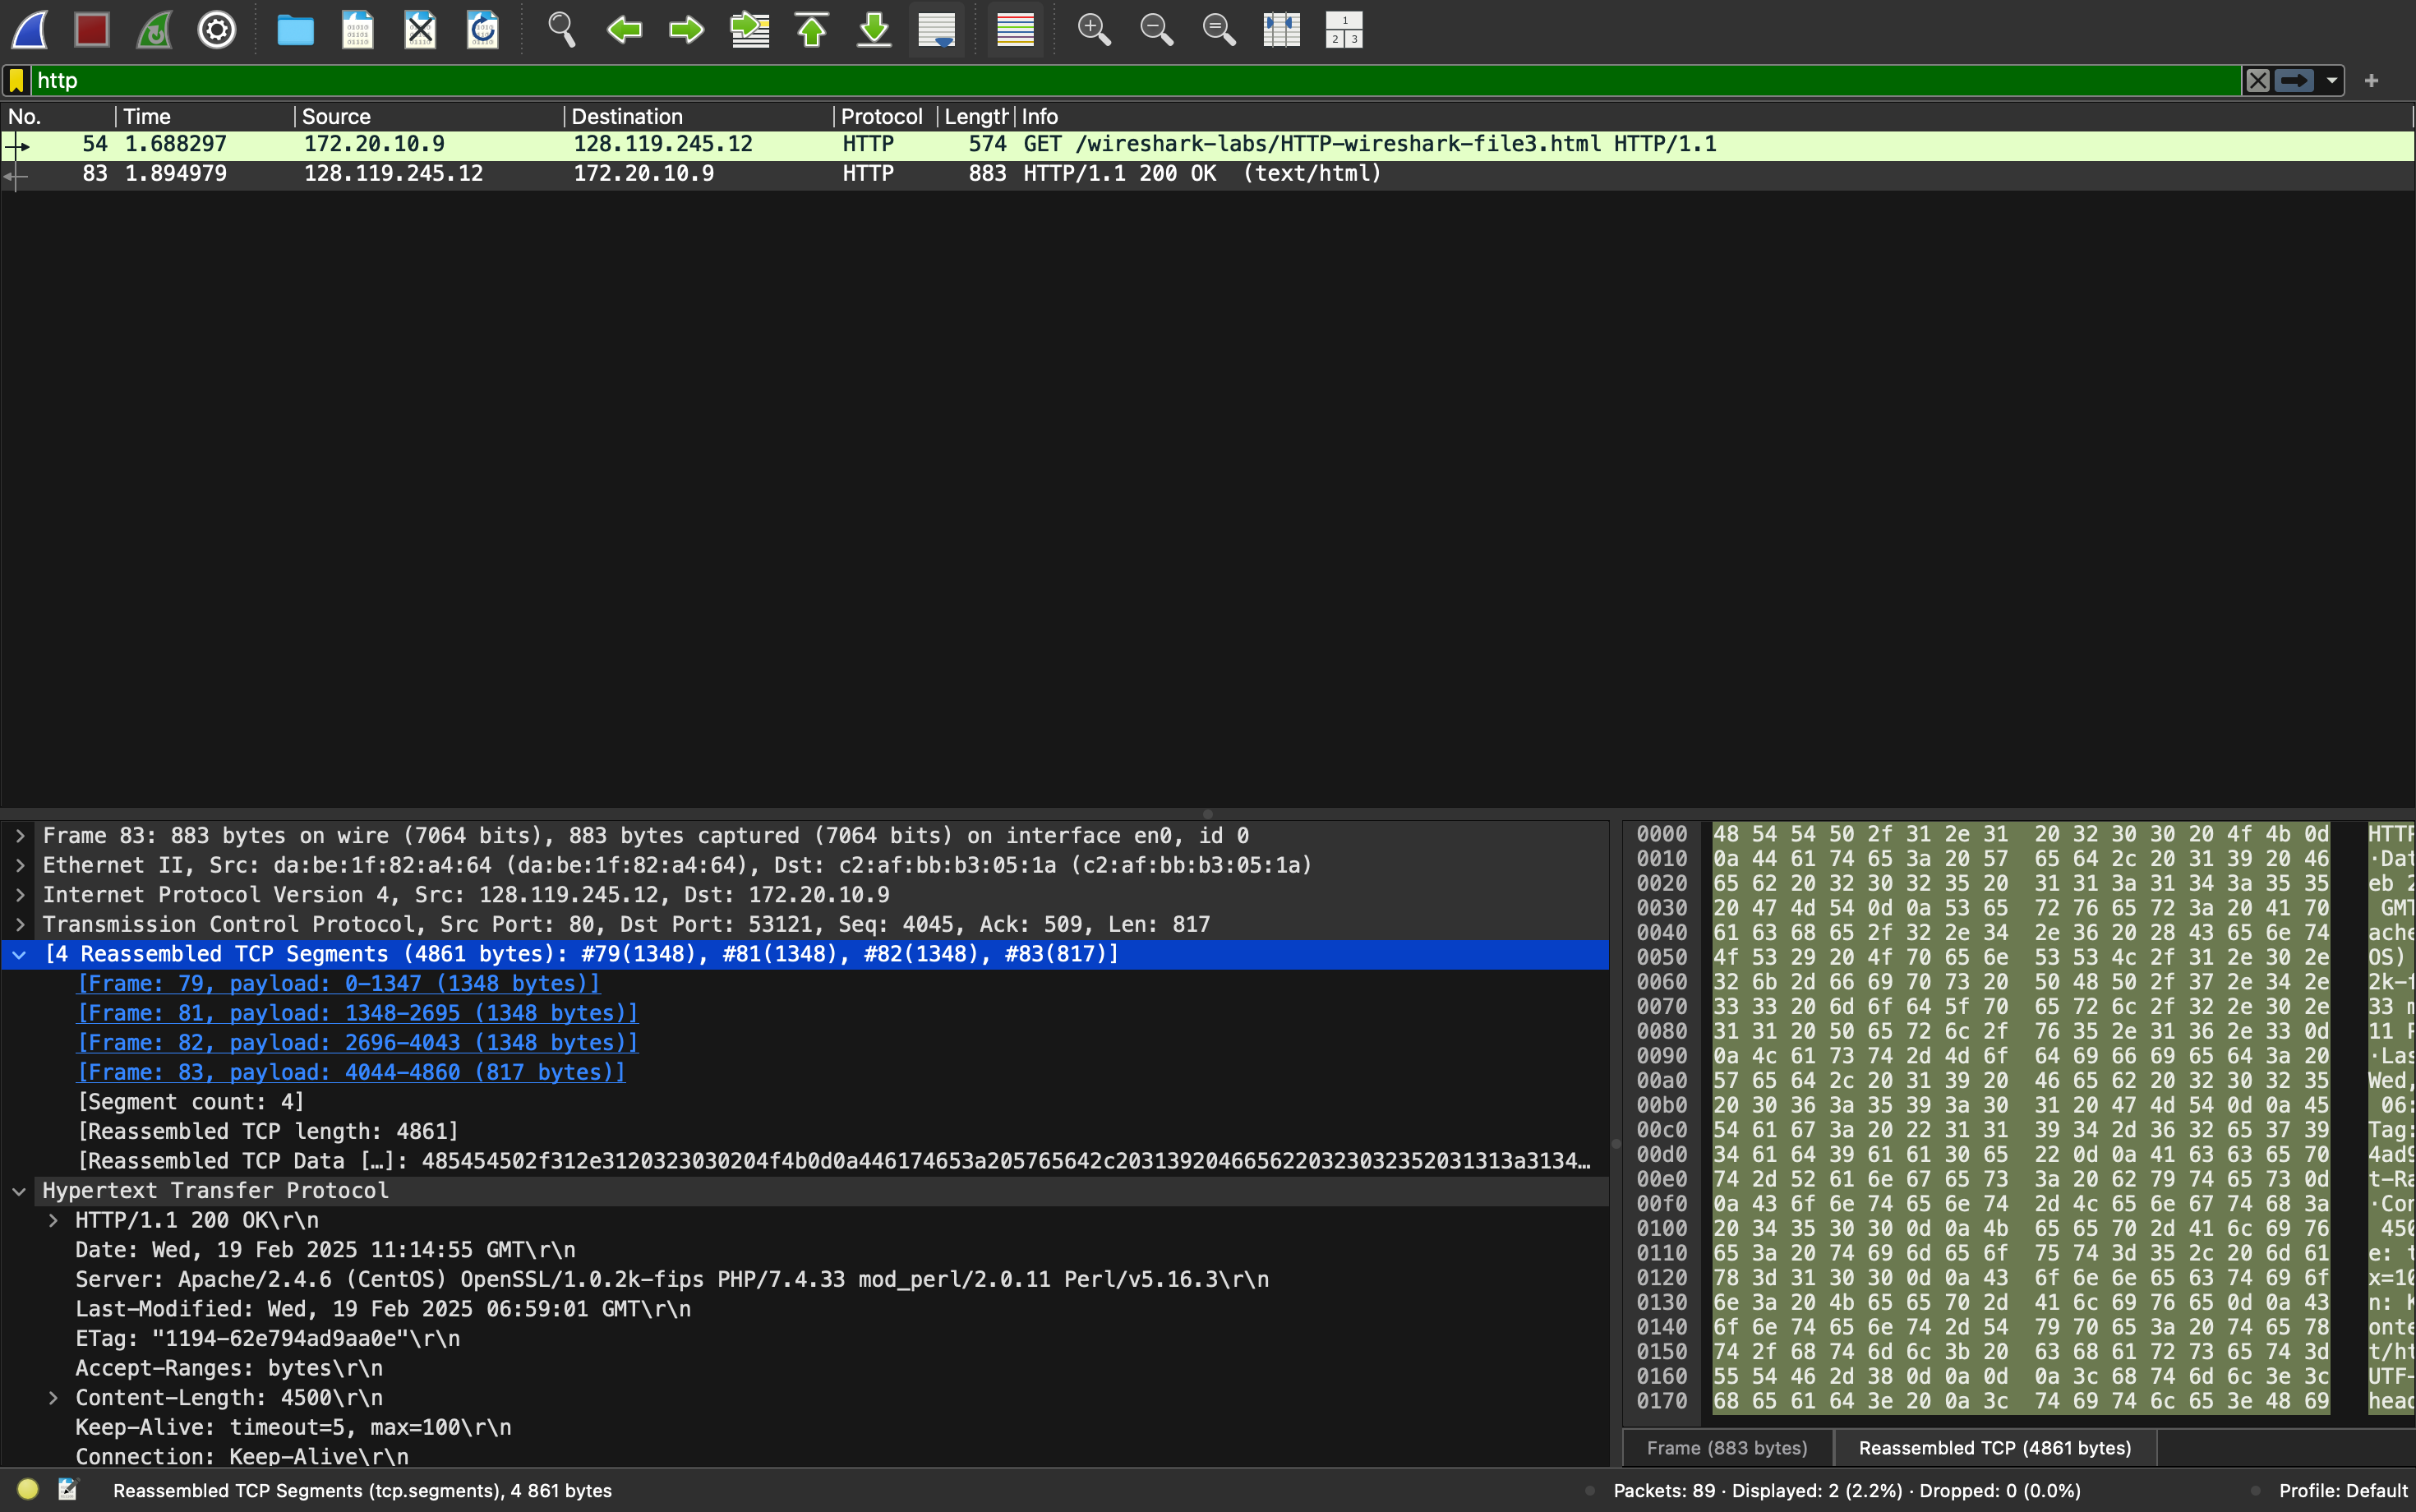 http
No. Time Source Destination Protocol Length Info
54 1.688297 172.20.10.9 128.119.245.12 HTTP 574 GET /wireshark-labs/HTTP-wireshark-file3.html HTTP/1.1
83 1.894979 128.119.245.12 172.20.10.9 HTTP 883 HTTP/1.1 200 OK  (text/html)
Frame 83: 883 bytes on wire (7064 bits), 883 bytes captured (7064 bits) on interface en0, id 0
Ethernet II, Src: da:be:1f:82:a4:64 (da:be:1f:82:a4:64), Dst: c2:af:bb:b3:05:1a (c2:af:bb:b3:05:1a)
Internet Protocol Version 4, Src: 128.119.245.12, Dst: 172.20.10.9
Transmission Control Protocol, Src Port: 80, Dst Port: 53121, Seq: 4045, Ack: 509, Len: 817
[4 Reassembled TCP Segments (4861 bytes): #79(1348), #81(1348), #82(1348), #83(817)]
[Frame: 79, payload: 0-1347 (1348 bytes)]
[Frame: 81, payload: 1348-2695 (1348 bytes)]
[Frame: 82, payload: 2696-4043 (1348 bytes)]
[Frame: 83, payload: 4044-4860 (817 bytes)]
[Segment count: 4]
[Reassembled TCP length: 4861]
[Reassembled TCP Data […]: 485454502f312e3120323030204f4b0d0a446174653a205765642c203139204665622032303235203131​3a3134…
Hypertext Transfer Protocol
HTTP/1.1 200 OK\r\n
Date: Wed, 19 Feb 2025 11:14:55 GMT\r\n
Server: Apache/2.4.6 (CentOS) OpenSSL/1.0.2k-fips PHP/7.4.33 mod_perl/2.0.11 Perl/v5.16.3\r\n
Last-Modified: Wed, 19 Feb 2025 06:59:01 GMT\r\n
ETag: "1194-62e794ad9aa0e"\r\n
Accept-Ranges: bytes\r\n
Content-Length: 4500\r\n
Keep-Alive: timeout=5, max=100\r\n
Connection: Keep-Alive\r\n
0000 48 54 54 50 2f 31 2e 31 20 32 30 30 20 4f 4b 0d HTTP
0010 0a 44 61 74 65 3a 20 57 65 64 2c 20 31 39 20 46 ·Dat
0020 65 62 20 32 30 32 35 20 31 31 3a 31 34 3a 35 35 eb 2
0030 20 47 4d 54 0d 0a 53 65 72 76 65 72 3a 20 41 70 GMT
0040 61 63 68 65 2f 32 2e 34 2e 36 20 28 43 65 6e 74 ache
0050 4f 53 29 20 4f 70 65 6e 53 53 4c 2f 31 2e 30 2e OS)
0060 32 6b 2d 66 69 70 73 20 50 48 50 2f 37 2e 34 2e 2k-f
0070 33 33 20 6d 6f 64 5f 70 65 72 6c 2f 32 2e 30 2e 33 m
0080 31 31 20 50 65 72 6c 2f 76 35 2e 31 36 2e 33 0d 11 P
0090 0a 4c 61 73 74 2d 4d 6f 64 69 66 69 65 64 3a 20 ·Las
00a0 57 65 64 2c 20 31 39 20 46 65 62 20 32 30 32 35 Wed,
00b0 20 30 36 3a 35 39 3a 30 31 20 47 4d 54 0d 0a 45 06:
00c0 54 61 67 3a 20 22 31 31 39 34 2d 36 32 65 37 39 Tag:
00d0 34 61 64 39 61 61 30 65 22 0d 0a 41 63 63 65 70 4ad9
00e0 74 2d 52 61 6e 67 65 73 3a 20 62 79 74 65 73 0d t-Ra
00f0 0a 43 6f 6e 74 65 6e 74 2d 4c 65 6e 67 74 68 3a ·Con
0100 20 34 35 30 30 0d 0a 4b 65 65 70 2d 41 6c 69 76 450
0110 65 3a 20 74 69 6d 65 6f 75 74 3d 35 2c 20 6d 61 e: t
0120 78 3d 31 30 30 0d 0a 43 6f 6e 6e 65 63 74 69 6f x=10
0130 6e 3a 20 4b 65 65 70 2d 41 6c 69 76 65 0d 0a 43 n: K
0140 6f 6e 74 65 6e 74 2d 54 79 70 65 3a 20 74 65 78 onte
0150 74 2f 68 74 6d 6c 3b 20 63 68 61 72 73 65 74 3d t/ht
0160 55 54 46 2d 38 0d 0a 0d 0a 3c 68 74 6d 6c 3e 3c UTF-
0170 68 65 61 64 3e 20 0a 3c 74 69 74 6c 65 3e 48 69 head
Frame (883 bytes) Reassembled TCP (4861 bytes)
Reassembled TCP Segments (tcp.segments), 4 861 bytes Packets: 89 · Displayed: 2 (2.2%) · Dropped: 0 (0.0%) Profile: Default